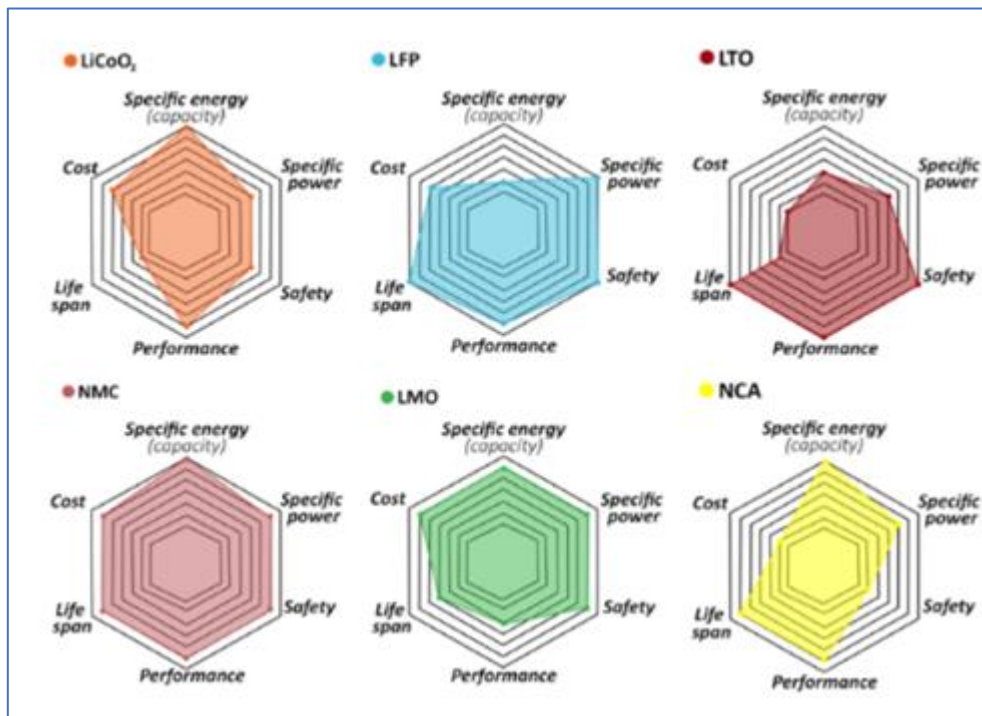 LiCoO₂
Specific energy
(capacity)
Cost
Specific
power
Life
span
Safety
Performance
LFP
Specific energy
(capacity)
Cost
Specific
power
Life
span
Safety
Performance
LTO
Specific energy
(capacity)
Cost
Specific
power
Life
span
Safety
Performance
NMC
Specific energy
(capacity)
Cost
Specific
power
Life
span
Safety
Performance
LMO
Specific energy
(capacity)
Cost
Specific
power
Life
span
Safety
Performance
NCA
Specific energy
(capacity)
Cost
Specific
power
Life
span
Safety
Performance